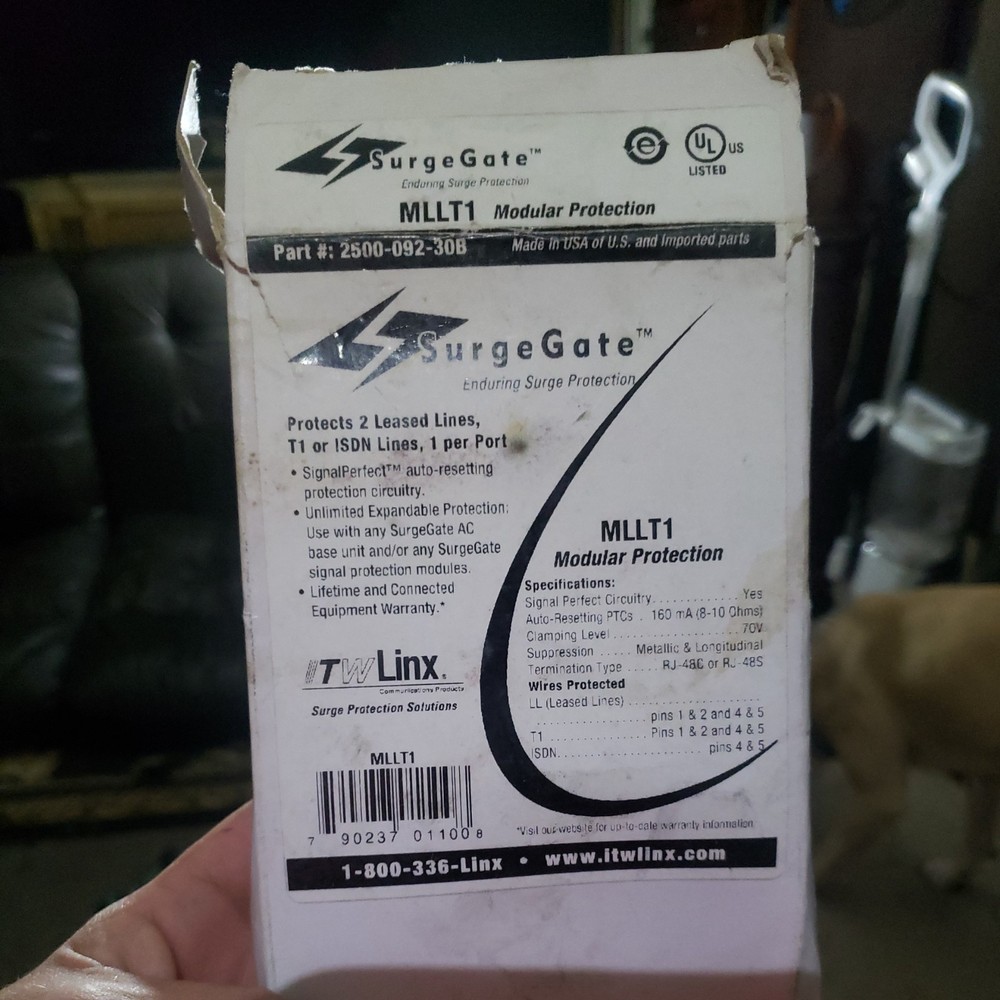 SurgeGate™
Enduring Surge Protection
e
UL US
LISTED
MLLT1 Modular Protection
Part #: 2500-092-30B Made in USA of U.S. and Imported parts
SurgeGate™
Enduring Surge Protection
Protects 2 Leased Lines,
T1 or ISDN Lines, 1 per Port
• SignalPerfect™ auto-resetting
protection circuitry.
• Unlimited Expandable Protection:
Use with any SurgeGate AC
base unit and/or any SurgeGate
signal protection modules.
• Lifetime and Connected
Equipment Warranty.*
ITWLinx.
Communications Products
Surge Protection Solutions
MLLT1
7 90237 01100 8
MLLT1
Modular Protection
Specifications:
Signal Perfect Circuitry.................... Yes
Auto-Resetting PTCs . 160 mA (8-10 Ohms)
Clamping Level .................... 70V
Suppression ...... Metallic & Longitudinal
Termination Type ..... RJ-48C or RJ-48S
Wires Protected
LL (Leased Lines) ....................
.................... pins 1 & 2 and 4 & 5
T1 .................... Pins 1 & 2 and 4 & 5
ISDN.................... pins 4 & 5
*Visit our website for up-to-date warranty information
1-800-336-Linx • www.itwlinx.com